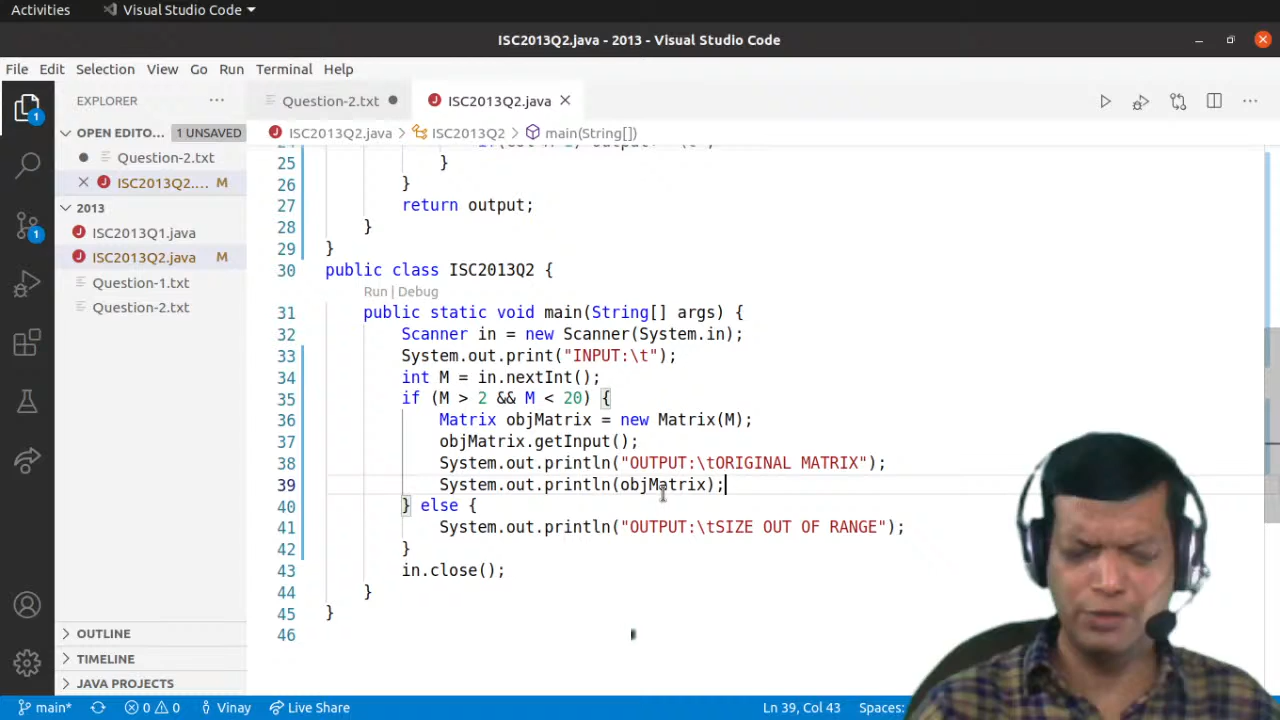 Activities Visual Studio Code
ISC2013Q2.java - 2013 - Visual Studio Code
File Edit Selection View Go Run Terminal Help
EXPLORER
Question-2.txt ISC2013Q2.java
OPEN EDITO... 1 UNSAVED
ISC2013Q2.java > ISC2013Q2 > main(String[])
Question-2.txt
ISC2013Q2.... M
2013
ISC2013Q1.java
ISC2013Q2.java M
Question-1.txt
Question-2.txt
OUTLINE
TIMELINE
JAVA PROJECTS
25 }
26 }
27 return output;
28 }
29 }
30 public class ISC2013Q2 {
Run | Debug
31 public static void main(String[] args) {
32 Scanner in = new Scanner(System.in);
33 System.out.print("INPUT:\t");
34 int M = in.nextInt();
35 if (M > 2 && M < 20) {
36 Matrix objMatrix = new Matrix(M);
37 objMatrix.getInput();
38 System.out.println("OUTPUT:\tORIGINAL MATRIX");
39 System.out.println(objMatrix);
40 } else {
41 System.out.println("OUTPUT:\tSIZE OUT OF RANGE");
42 }
43 in.close();
44 }
45 }
46
main* 0 0 Vinay Live Share Ln 39, Col 43 Spaces: